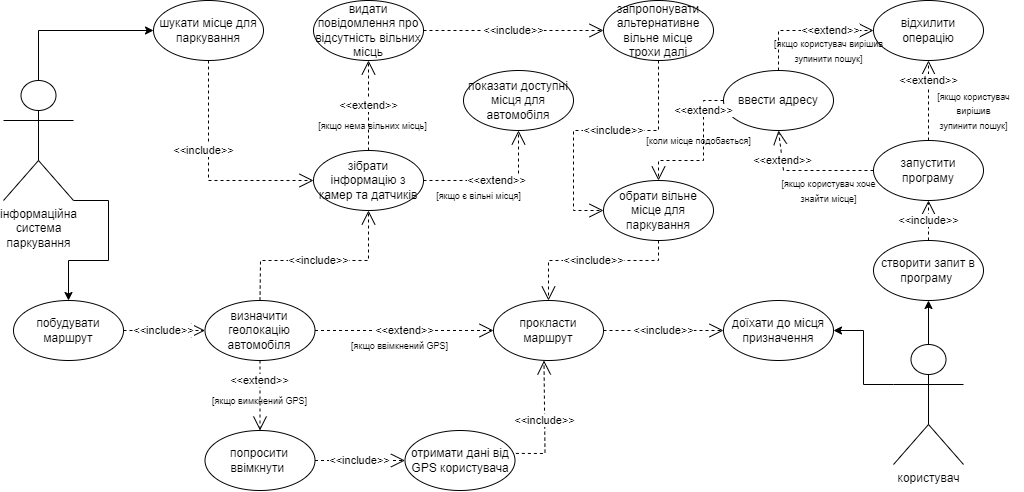 шукати місце для
паркування
видати
повідомлення про
відсутність вільних
місць
<<include>>
запропонувати
альтернативне
вільне місце
трохи далі
<<extend>>
[якщо користувач вирішив
зупинити пошук]
відхилити
операцію
<<extend>>
[якщо користувач
вирішив
зупинити пошук]
показати доступні
місця для
автомобіля
<<extend>>
[якщо нема вільних місць]
ввести адресу
<<extend>>
[коли місце подобається]
<<include>>
<<include>>
зібрати
інформацію з
камер та датчиків
<<extend>>
[якщо є вільні місця]
<<extend>>
[якщо користувач хоче
знайти місце]
запустити
програму
обрати вільне
місце для
паркування
<<include>>
інформаційна
система
паркування
<<include>>
<<include>>
створити запит в
програму
побудувати
маршрут
<<include>>
визначити
геолокацію
автомобіля
<<extend>>
[якщо ввімкнений GPS]
прокласти
маршрут
<<include>>
доїхати до місця
призначення
<<extend>>
[якщо вимкнений GPS]
<<include>>
попросити
ввімкнути
<<include>>
отримати дані від
GPS користувача
користувач